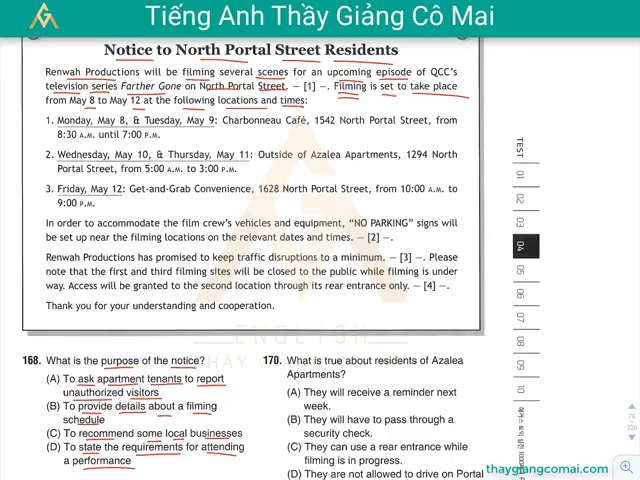 Tiếng Anh Thầy Giảng Cô Mai
Notice to North Portal Street Residents
Renwah Productions will be filming several scenes for an upcoming episode of QCC's
television series Farther Gone on North Portal Street. – [1] –. Filming is set to take place
from May 8 to May 12 at the following locations and times:
1. Monday, May 8, & Tuesday, May 9: Charbonneau Café, 1542 North Portal Street, from
8:30 A.M. until 7:00 P.M.
2. Wednesday, May 10, & Thursday, May 11: Outside of Azalea Apartments, 1294 North
Portal Street, from 5:00 A.M. to 3:00 P.M.
3. Friday, May 12: Get-and-Grab Convenience, 1628 North Portal Street, from 10:00 A.M. to
9:00 P.M.
In order to accommodate the film crew's vehicles and equipment, “NO PARKING” signs will
be set up near the filming locations on the relevant dates and times. – [2] –.
Renwah Productions has promised to keep traffic disruptions to a minimum. – [3] –. Please
note that the first and third filming sites will be closed to the public while filming is under
way. Access will be granted to the second location through its rear entrance only. – [4] –.
Thank you for your understanding and cooperation.
ENGLISH
168. What is the purpose of the notice?
(A) To ask apartment tenants to report
unauthorized visitors
(B) To provide details about a filming
schedule
(C) To recommend some local businesses
(D) To state the requirements for attending
a performance
170. What is true about residents of Azalea
Apartments?
(A) They will receive a reminder next
week.
(B) They will have to pass through a
security check.
(C) They can use a rear entrance while
filming is in progress.
(D) They are not allowed to drive on Portal
TEST
01
02
03
04
05
06
07
08
09
10
76
220
thaygiangcomai.com